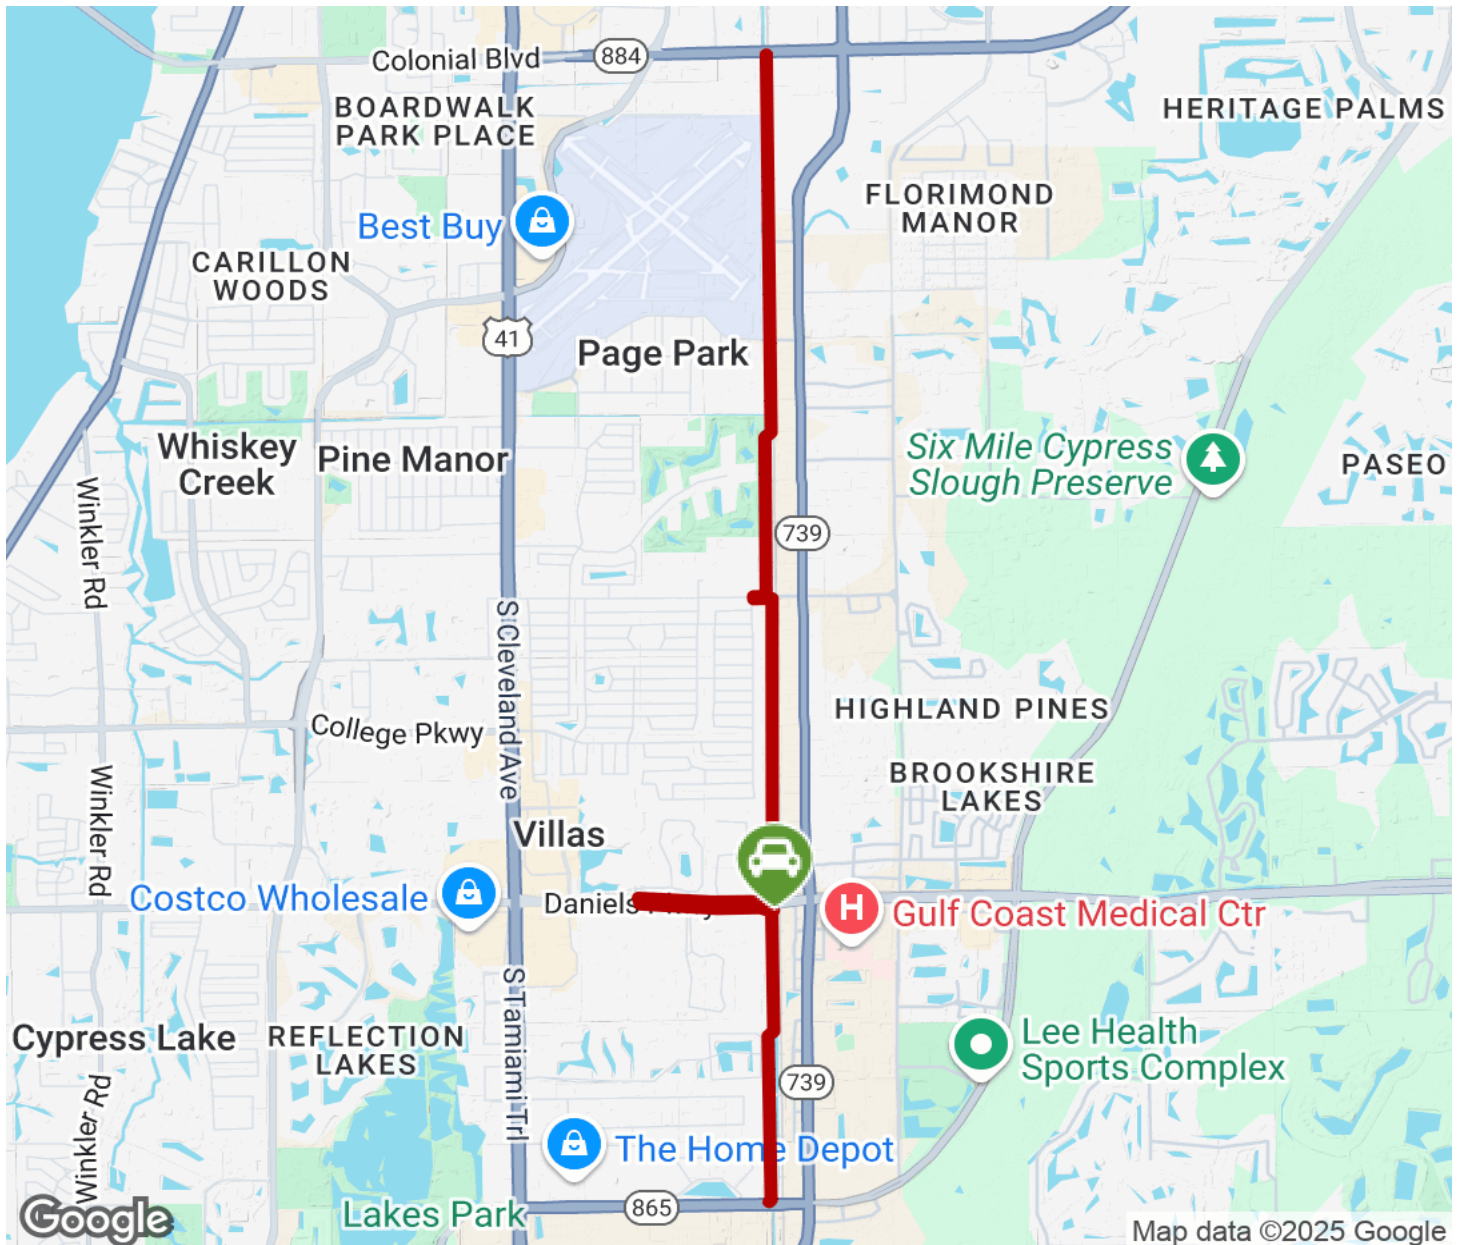 Colonial Blvd
884
BOARDWALK
PARK PLACE
HERITAGE PALMS
FLORIMOND
MANOR
Best Buy
CARILLON
WOODS
41
Page Park
Whiskey
Creek
Pine Manor
Six Mile Cypress
Slough Preserve
PASEO
Winkler Rd
739
S Cleveland Ave
HIGHLAND PINES
College Pkwy
BROOKSHIRE
LAKES
Winkler Rd
Villas
Costco Wholesale
Daniels Pkwy
H
Gulf Coast Medical Ctr
S Tamiami Trl
Cypress Lake
REFLECTION
LAKES
Lee Health
Sports Complex
739
Winkler Rd
The Home Depot
Lakes Park
865
Google
Map data ©2025 Google